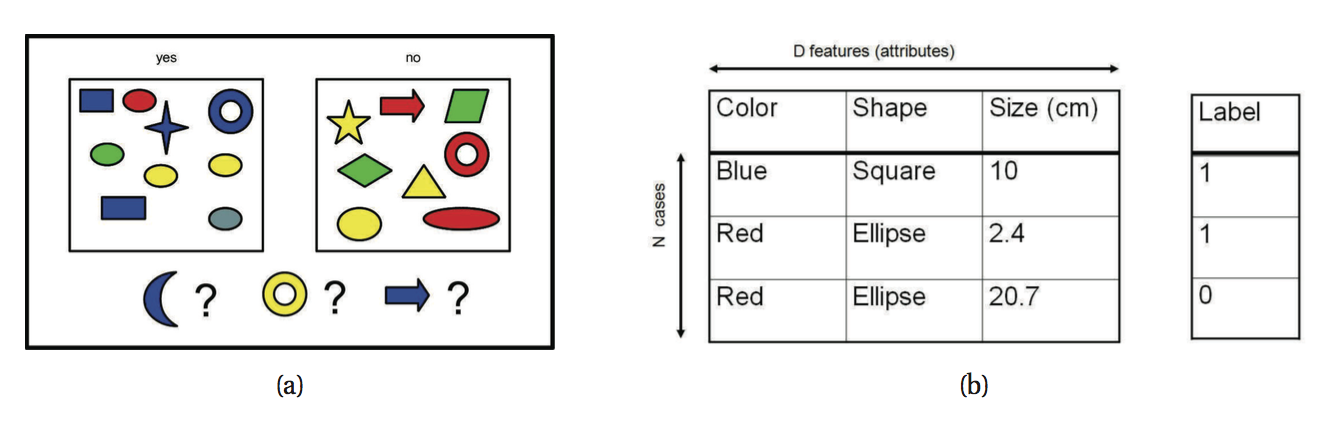 yes no
? ? ?
(a)
D features (attributes)
N cases
Color Shape Size (cm) Label
Blue Square 10 1
Red Ellipse 2.4 1
Red Ellipse 20.7 0
(b)